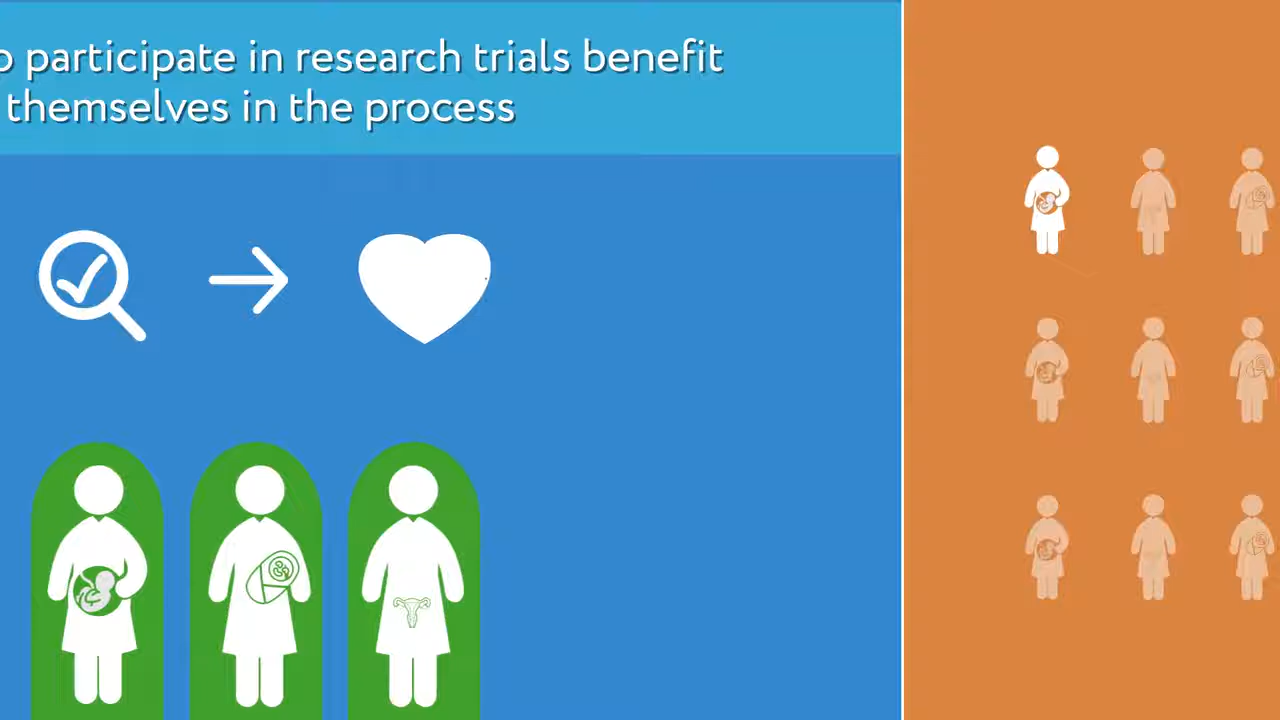 participate in research trials benefit
themselves in the process